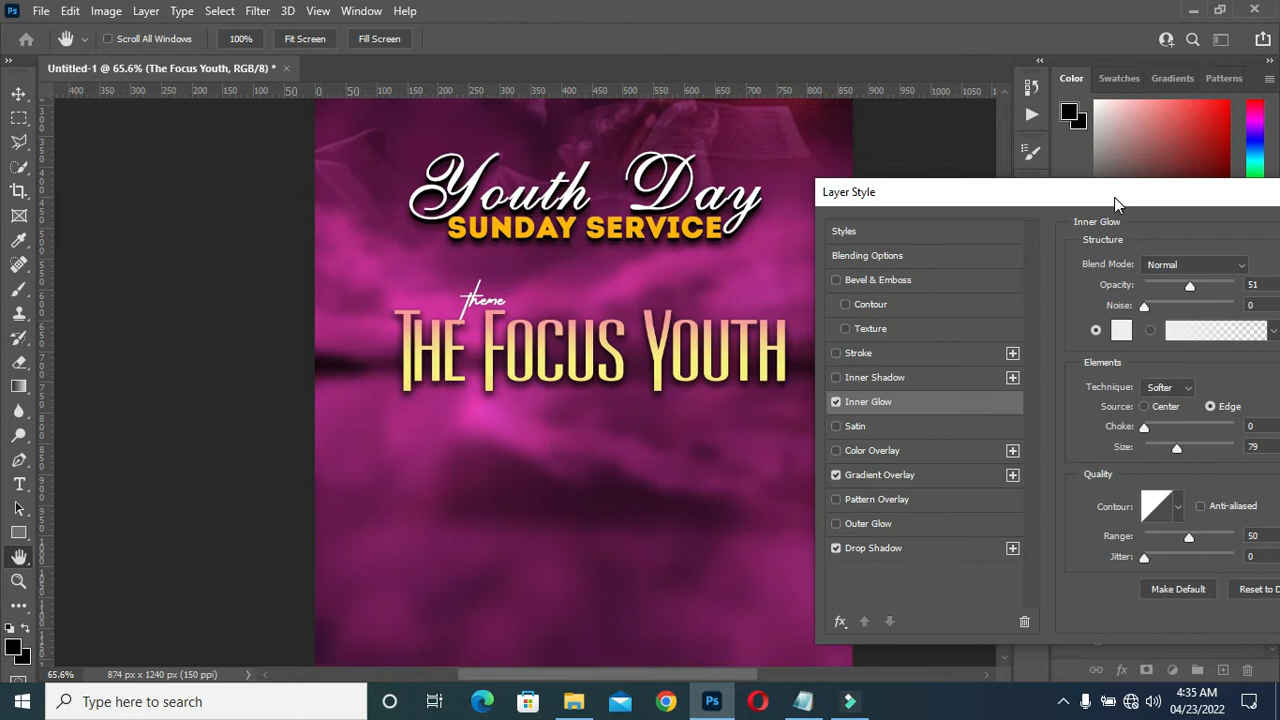 Ps File Edit Image Layer Type Select Filter 3D View Window Help
Scroll All Windows 100% Fit Screen Fill Screen
Untitled-1 @ 65.6% (The Focus Youth, RGB/8) * ×
Color Swatches Gradients Patterns
400 350 300 250 200 150 100 50 0 50 100 150 200 250 300 350 400 450 500 550 600 650 700 750 800 850 900 950 1000 1050
Youth Day
SUNDAY SERVICE
theme
THE FOCUS YOUTH
Layer Style
Styles
Blending Options
Bevel & Emboss
Contour
Texture
Stroke
Inner Shadow
Inner Glow
Satin
Color Overlay
Gradient Overlay
Pattern Overlay
Outer Glow
Drop Shadow
fx
Inner Glow
Structure
Blend Mode: Normal
Opacity: 51
Noise: 0
Elements
Technique: Softer
Source: Center Edge
Choke: 0
Size: 79
Quality
Contour: Anti-aliased
Range: 50
Jitter: 0
Make Default Reset to D
65.6% 874 px x 1240 px (150 ppi)
fx
Type here to search
Ps
4:35 AM
04/23/2022